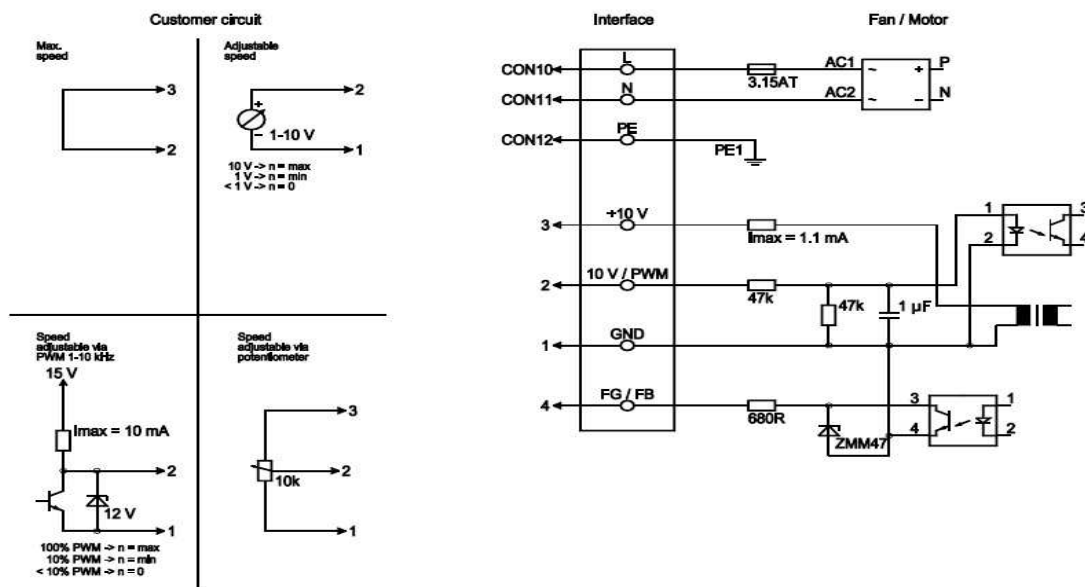 Customer circuit
Interface
Fan / Motor
Max.
speed
3
2
Adjustable
speed
2
+
− 1-10 V
1
10 V -> n = max
1 V -> n = min
< 1 V -> n = 0
Speed
adjustable via
PWM 1-10 kHz
15 V
Imax = 10 mA
2
12 V
1
100% PWM -> n = max
10% PWM -> n = min
< 10% PWM -> n = 0
Speed
adjustable via
potentiometer
3
2
10k
1
CON10
L
3.15AT
AC1
~
+
P
CON11
N
AC2
~
−
N
CON12
PE
PE1
3
+10 V
Imax = 1.1 mA
1
2
3
4
2
10 V / PWM
47k
47k
1 µF
1
GND
4
FG / FB
680R
ZMM47
3
4
1
2